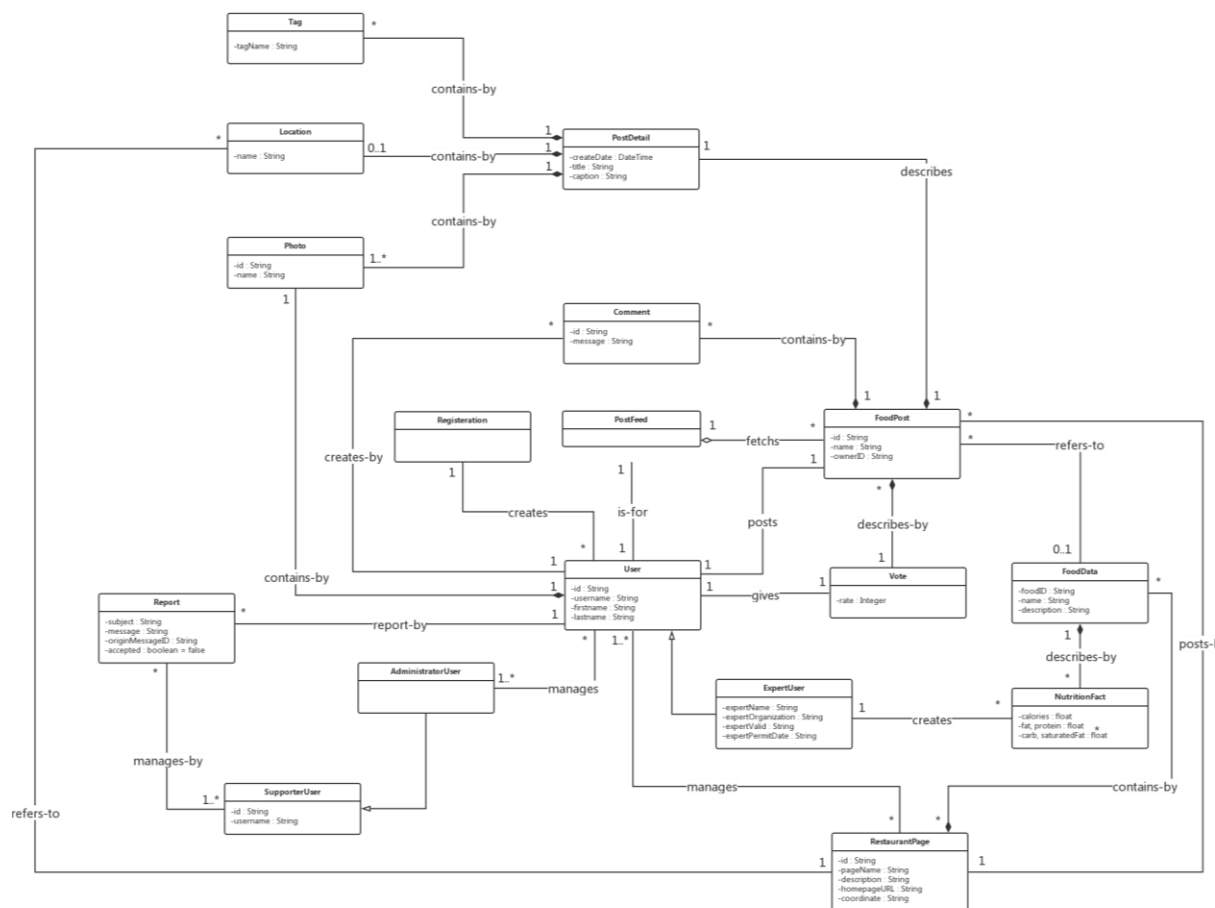 Tag
-tagName : String
*
contains-by
1
Location
-name : String
*
0..1
contains-by
1
PostDetail
-createDate : DateTime
-title : String
-caption : String
1
describes
1
contains-by
1..*
Photo
-id : String
-name : String
1
Comment
-id : String
-message : String
*
*
contains-by
1
1
FoodPost
-id : String
-name : String
-ownerID : String
*
*
refers-to
Registeration
1
PostFeed
1
fetchs
*
1
creates-by
creates
1
is-for
posts
*
describes-by
0..1
*
1
1
1
User
-id : String
-username : String
-firstname : String
-lastname : String
1
1
gives
1
Vote
-rate : Integer
1
FoodData
-foodID : String
-name : String
-description : String
*
contains-by
1
Report
-subject : String
-message : String
-originMessageID : String
-accepted : boolean = false
*
report-by
1
*
1..*
1
describes-by
*
posts-
AdministratorUser
1..*
manages
ExpertUser
-expertName : String
-expertOrganization : String
-expertValid : String
-expertPermitDate : String
1
creates
*
NutritionFact
-calories : float
-fat, protein : float
-carb, saturatedFat : float
*
*
manages-by
1..*
SupporterUser
-id : String
-username : String
manages
contains-by
refers-to
*
*
RestaurantPage
-id : String
-pageName : String
-description : String
-homepageURL : String
-coordinate : String
1
1